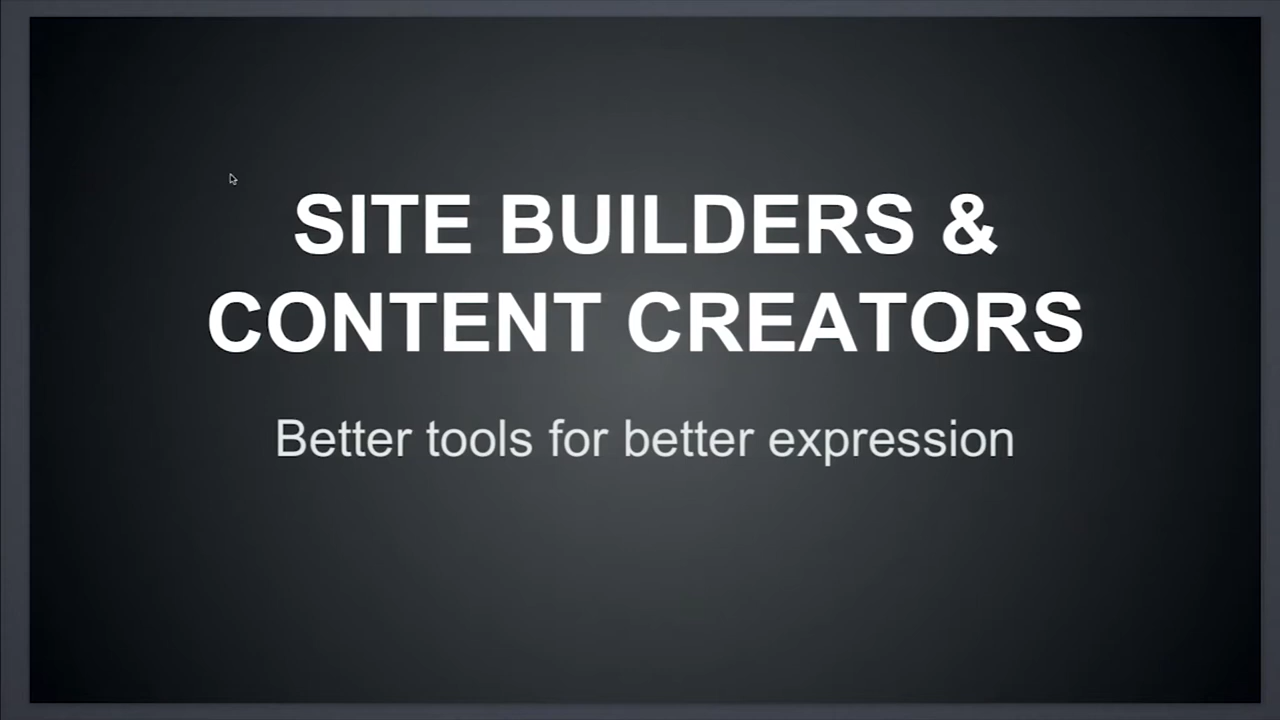 SITE BUILDERS &
CONTENT CREATORS
Better tools for better expression